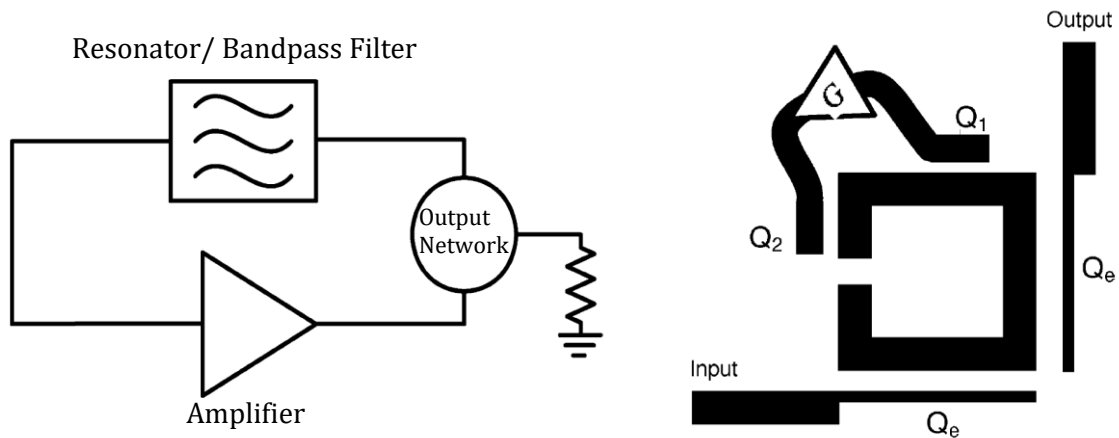 Resonator/ Bandpass Filter
Output
Network
Amplifier
Output
G
Q1
Q2
Qe
Input
Qe